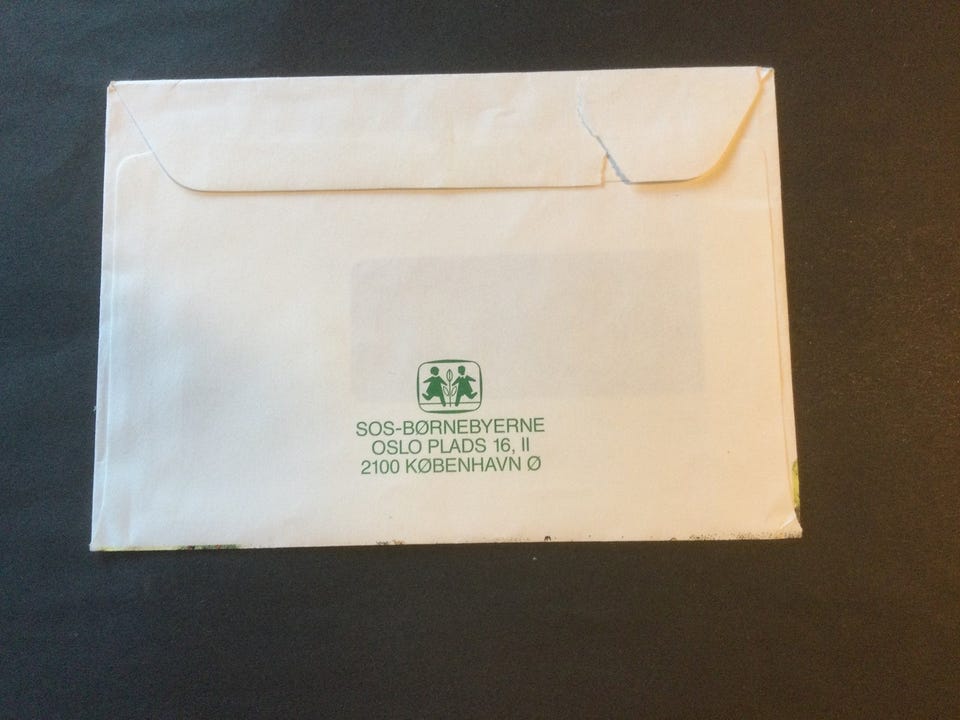 SOS-BØRNEBYERNE
OSLO PLADS 16, II
2100 KØBENHAVN Ø